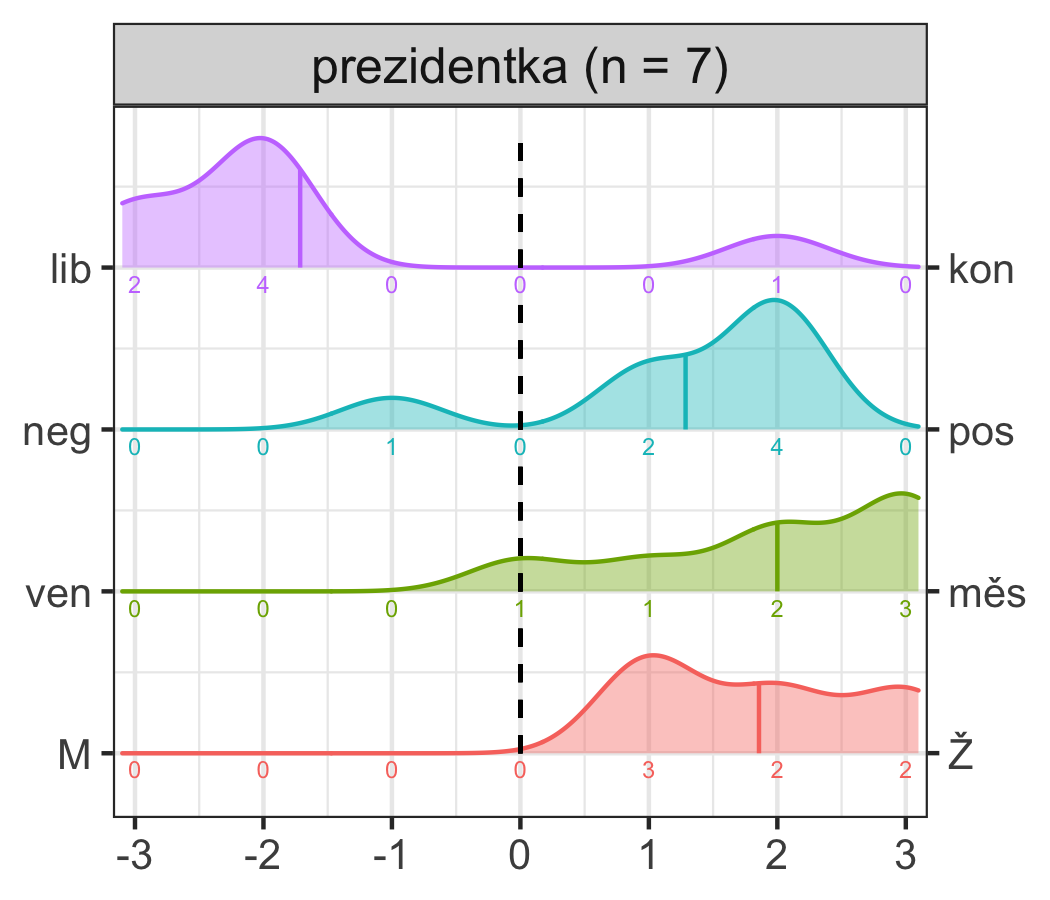 prezidentka (n = 7)
lib kon
2 4 0 0 0 1 0
neg pos
0 0 1 0 2 4 0
ven měs
0 0 0 1 1 2 3
M Ž
0 0 0 0 3 2 2
-3 -2 -1 0 1 2 3